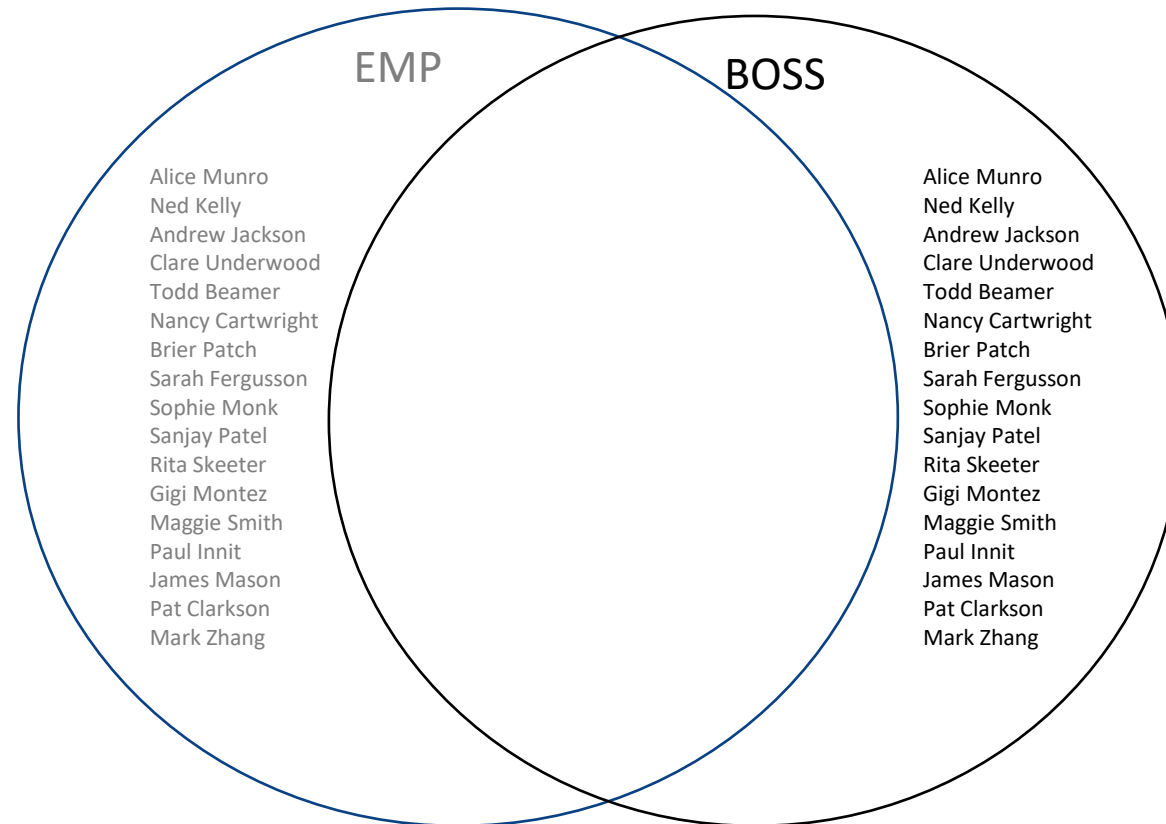 EMP
BOSS
Alice Munro
Ned Kelly
Andrew Jackson
Clare Underwood
Todd Beamer
Nancy Cartwright
Brier Patch
Sarah Fergusson
Sophie Monk
Sanjay Patel
Rita Skeeter
Gigi Montez
Maggie Smith
Paul Innit
James Mason
Pat Clarkson
Mark Zhang
Alice Munro
Ned Kelly
Andrew Jackson
Clare Underwood
Todd Beamer
Nancy Cartwright
Brier Patch
Sarah Fergusson
Sophie Monk
Sanjay Patel
Rita Skeeter
Gigi Montez
Maggie Smith
Paul Innit
James Mason
Pat Clarkson
Mark Zhang